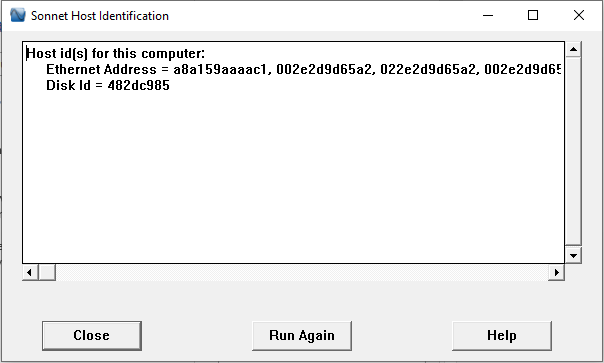 Sonnet Host Identification
Host id(s) for this computer:
Ethernet Address = a8a159aaaac1, 002e2d9d65a2, 022e2d9d65a2, 002e2d9d65
Disk Id = 482dc985
Close
Run Again
Help